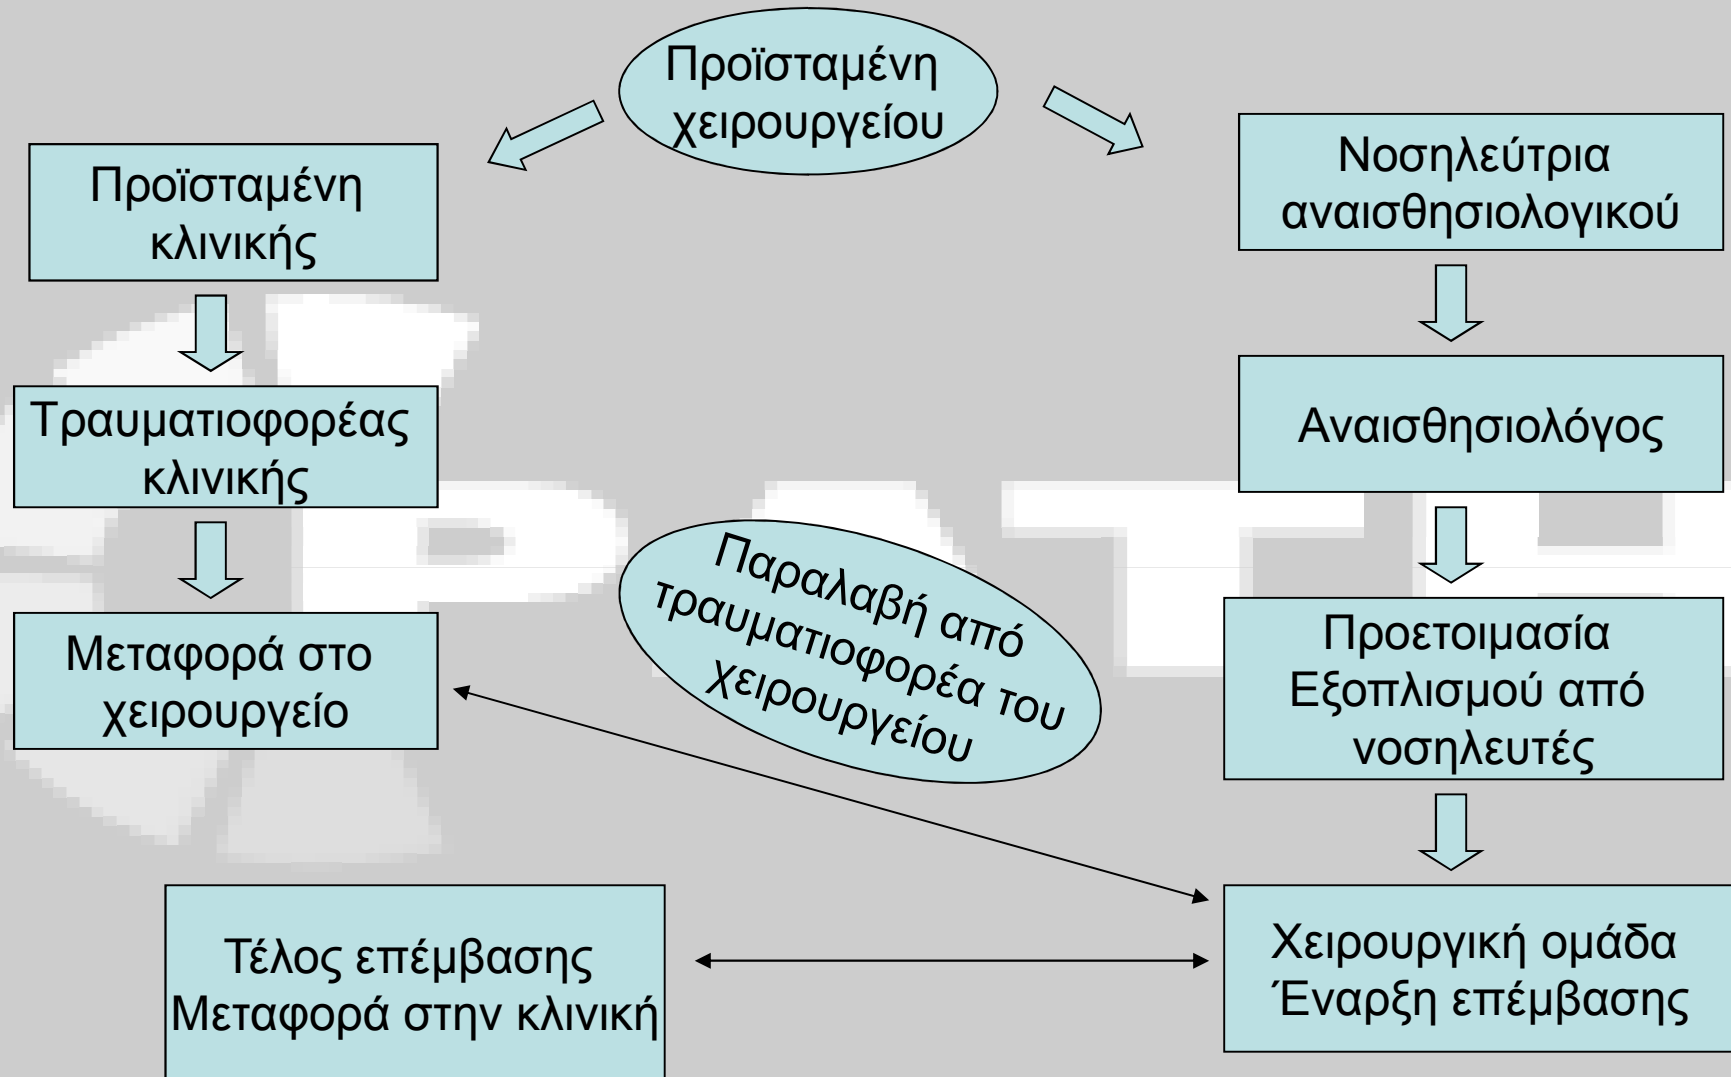 Προϊσταμένη
χειρουργείου
Προϊσταμένη
κλινικής
Νοσηλεύτρια
αναισθησιολογικού
Τραυματιοφορέας
κλινικής
Αναισθησιολόγος
Μεταφορά στο
χειρουργείο
Παραλαβή από
τραυματιοφορέα του
χειρουργείου
Προετοιμασία
Εξοπλισμού από
νοσηλευτές
Τέλος επέμβασης
Μεταφορά στην κλινική
Χειρουργική ομάδα
Έναρξη επέμβασης